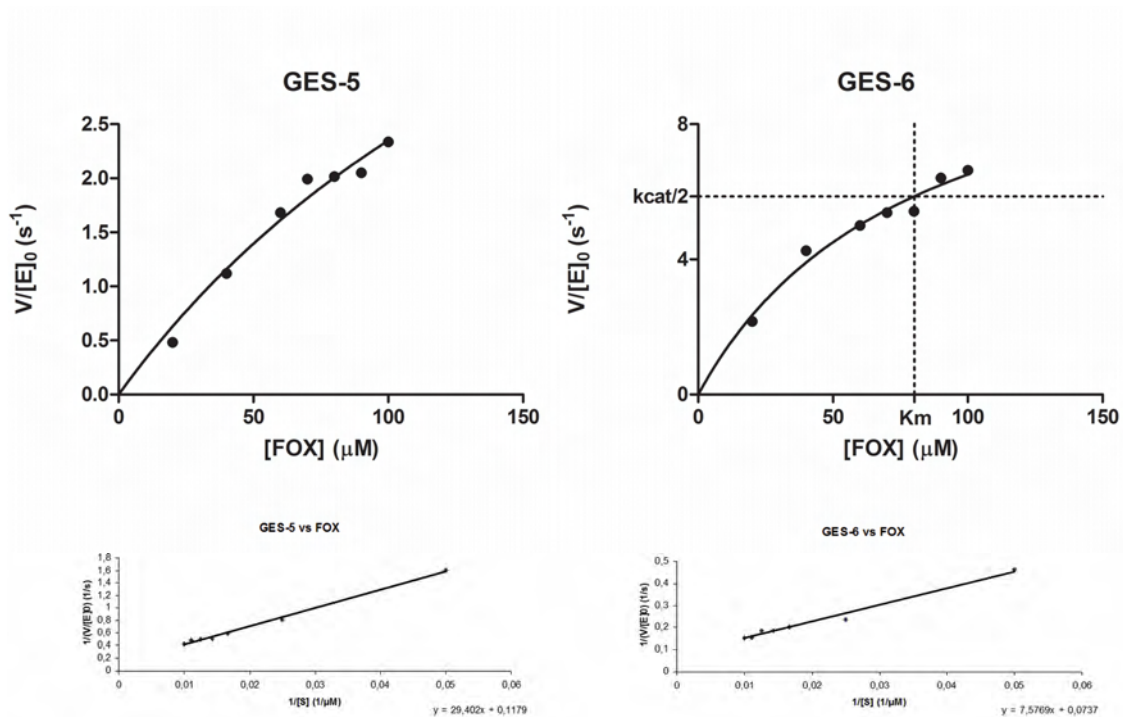 GES-5
V/[E]0 (s-1)
2.5
2.0
1.5
1.0
0.5
0.0
0 50 100 150
[FOX] (μM)
GES-6
V/[E]0 (s-1)
8
kcat/2
4
0
0 50 Km 100 150
[FOX] (μM)
GES-5 vs FOX
1/(V/[E]0) (1/s)
1,8
1,6
1,4
1,2
1
0,8
0,6
0,4
0,2
0
0 0,01 0,02 0,03 0,04 0,05 0,06
1/[S] (1/μM)
y = 29,402x + 0,1179
GES-6 vs FOX
1/(V/[E]0) (1/s)
0,5
0,4
0,3
0,2
0,1
0
0 0,01 0,02 0,03 0,04 0,05 0,06
1/[S] (1/μM)
y = 7,5769x + 0,0737